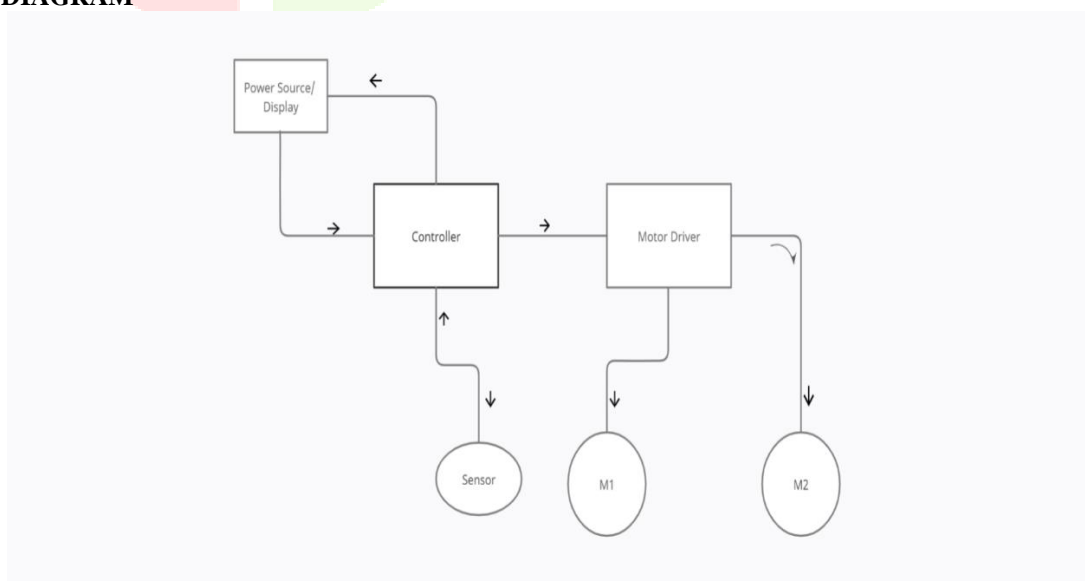 DIAGRAM
Power Source/
Display
Controller
Motor Driver
Sensor
M1
M2